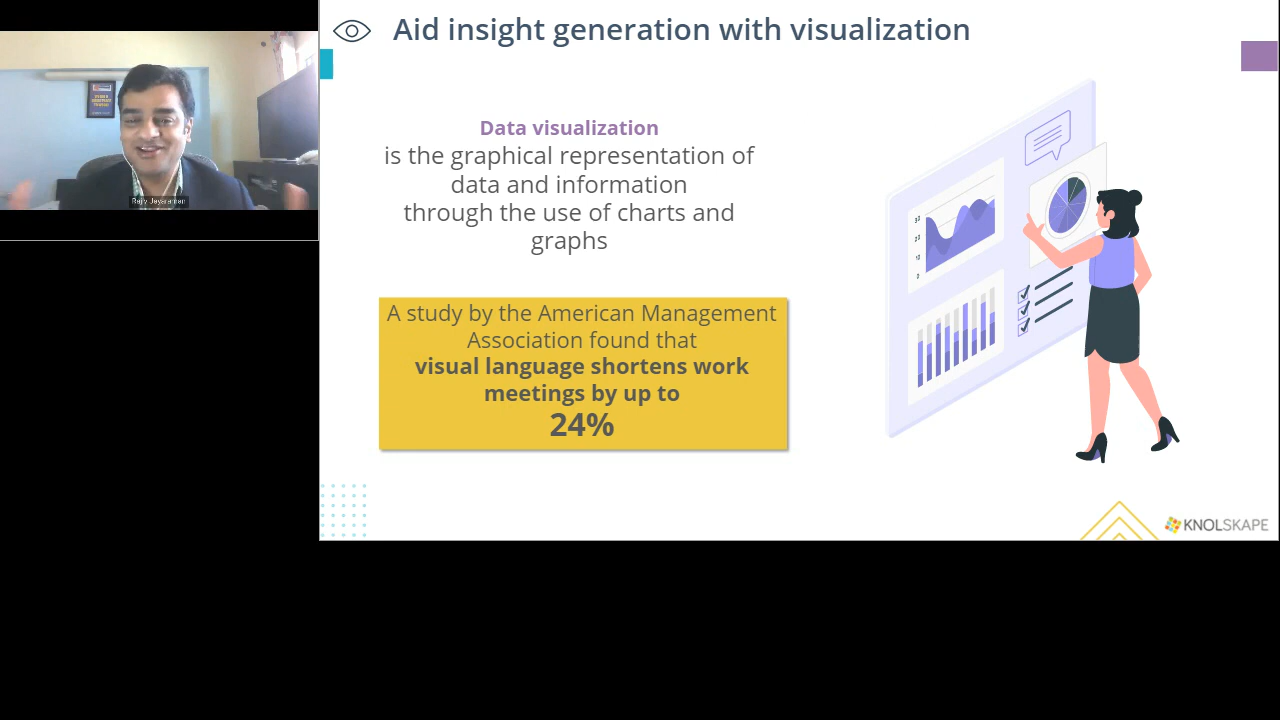 Aid insight generation with visualization
Rajiv Jayaraman
Data visualization
is the graphical representation of
data and information
through the use of charts and
graphs
A study by the American Management
Association found that
visual language shortens work
meetings by up to
24%
KNOLSKAPE